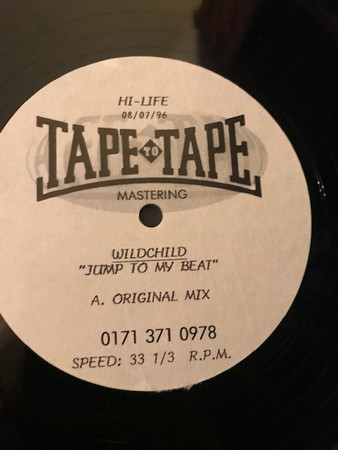 HI-LIFE
08/07/96
TAPE TO TAPE
MASTERING
WILDCHILD
"JUMP TO MY BEAT"
A. ORIGINAL MIX
0171 371 0978
SPEED: 33 1/3 R.P.M.